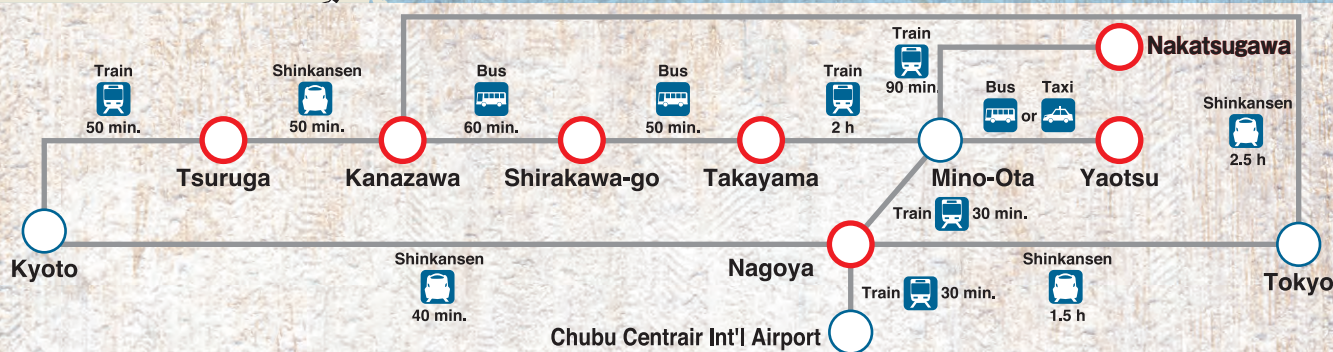 Train
50 min.
Tsuruga
Shinkansen
50 min.
Kanazawa
Bus
60 min.
Shirakawa-go
Bus
50 min.
Takayama
Train
2 h
Train
90 min.
Nakatsugawa
Mino-Ota
Bus
or
Taxi
Yaotsu
Shinkansen
2.5 h
Train 30 min.
Kyoto
Shinkansen
40 min.
Nagoya
Train 30 min.
Shinkansen
1.5 h
Tokyo
Chubu Centrair Int'l Airport